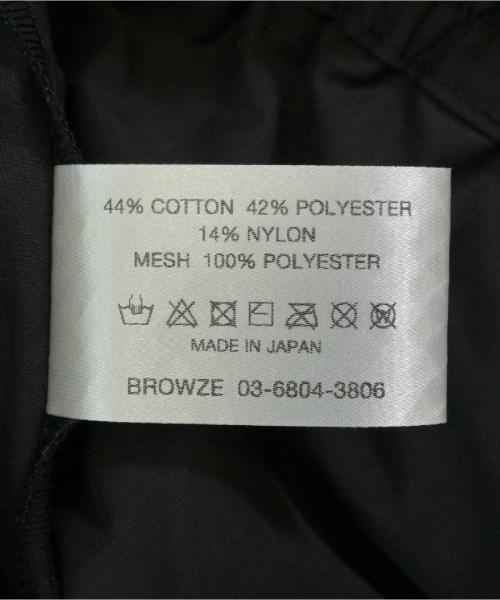 44% COTTON 42% POLYESTER
14% NYLON
MESH 100% POLYESTER
MADE IN JAPAN
BROWZE 03-6804-3806